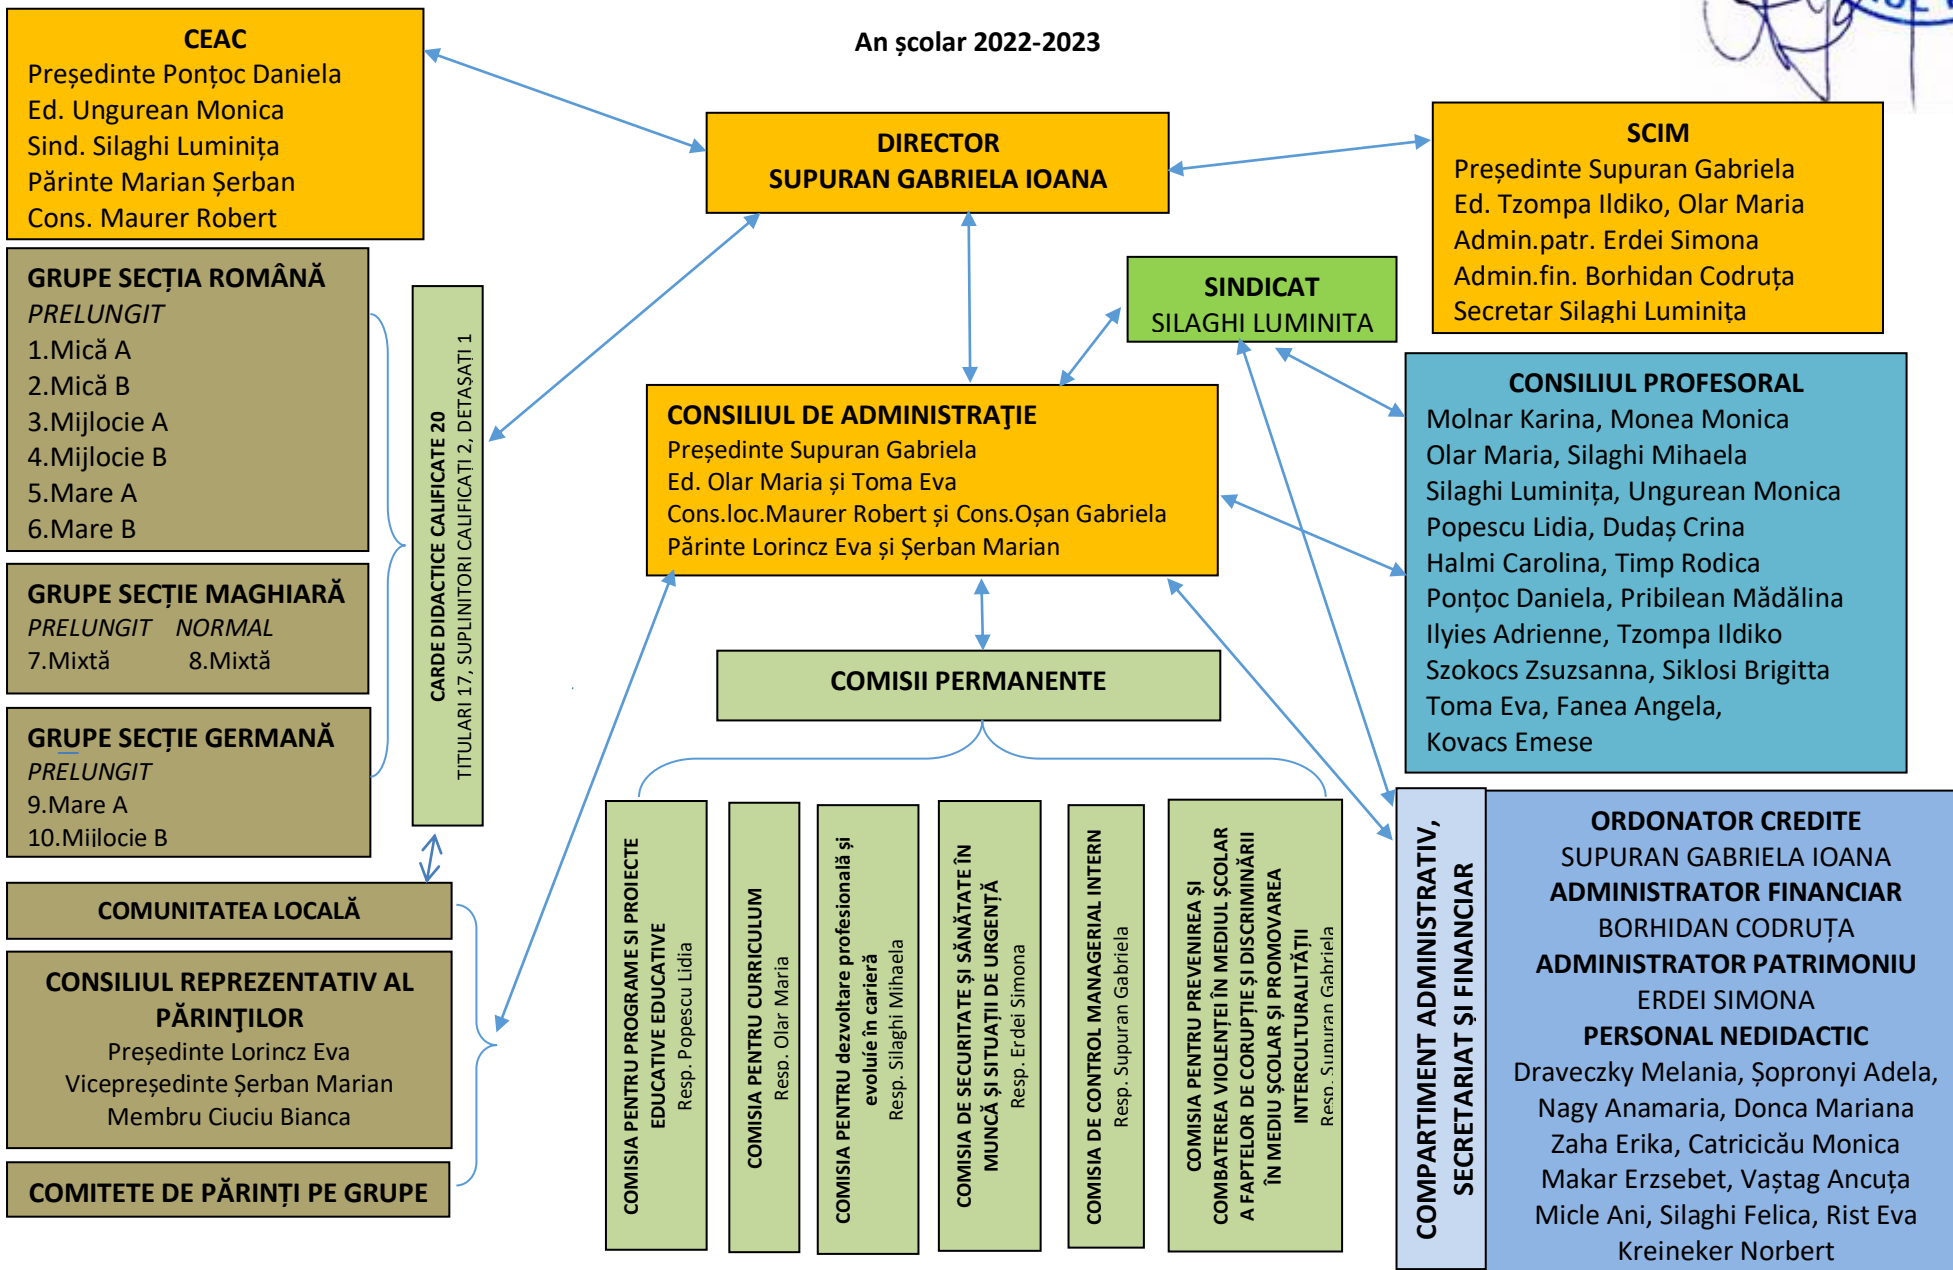 An școlar 2022-2023
CEAC
Președinte Ponțoc Daniela
Ed. Ungurean Monica
Sind. Silaghi Luminița
Părinte Marian Șerban
Cons. Maurer Robert
DIRECTOR
SUPURAN GABRIELA IOANA
SCIM
Președinte Supuran Gabriela
Ed. Tzompa Ildiko, Olar Maria
Admin.patr. Erdei Simona
Admin.fin. Borhidan Codruța
Secretar Silaghi Luminița
GRUPE SECȚIA ROMÂNĂ
PRELUNGIT
1.Mică A
2.Mică B
3.Mijlocie A
4.Mijlocie B
5.Mare A
6.Mare B
GRUPE SECȚIE MAGHIARĂ
PRELUNGIT NORMAL
7.Mixtă 8.Mixtă
GRUPE SECȚIE GERMANĂ
PRELUNGIT
9.Mare A
10.Mijlocie B
CARDE DIDACTICE CALIFICATE 20
TITULARI 17, SUPLINITORI CALIFICATI 2, DETAȘATI 1
SINDICAT
SILAGHI LUMINITA
CONSILIUL DE ADMINISTRAŢIE
Președinte Supuran Gabriela
Ed. Olar Maria și Toma Eva
Cons.loc.Maurer Robert și Cons.Oșan Gabriela
Părinte Lorincz Eva și Șerban Marian
CONSILIUL PROFESORAL
Molnar Karina, Monea Monica
Olar Maria, Silaghi Mihaela
Silaghi Luminița, Ungurean Monica
Popescu Lidia, Dudaș Crina
Halmi Carolina, Timp Rodica
Ponțoc Daniela, Pribilean Mădălina
Ilyies Adrienne, Tzompa Ildiko
Szokocs Zsuzsanna, Siklosi Brigitta
Toma Eva, Fanea Angela,
Kovacs Emese
COMISII PERMANENTE
COMUNITATEA LOCALĂ
CONSILIUL REPREZENTATIV AL
PĂRINŢILOR
Președinte Lorincz Eva
Vicepreședinte Șerban Marian
Membru Ciuciu Bianca
COMITETE DE PĂRINȚI PE GRUPE
COMISIA PENTRU PROGRAME SI PROIECTE
EDUCATIVE EDUCATIVE
Resp. Popescu Lidia
COMISIA PENTRU CURRICULUM
Resp. Olar Maria
COMISIA PENTRU dezvoltare profesională și
evoluie în carieră
Resp. Silaghi Mihaela
COMISIA DE SECURITATE ȘI SĂNĂTATE ÎN
MUNCĂ ȘI SITUAȚII DE URGENȚĂ
Resp. Erdei Simona
COMISIA DE CONTROL MANAGERIAL INTERN
Resp. Supuran Gabriela
COMISIA PENTRU PREVENIREA ȘI
COMBATEREA VIOLENȚEI ÎN MEDIUL ȘCOLAR
A FAPTELOR DE CORUPȚIE ȘI DISCRIMINĂRII
ÎN MEDIU ȘCOLAR ȘI PROMOVAREA
INTERCULTURALITĂȚII
Resp. Supuran Gabriela
COMPARTIMENT ADMINISTRATIV,
SECRETARIAT ȘI FINANCIAR
ORDONATOR CREDITE
SUPURAN GABRIELA IOANA
ADMINISTRATOR FINANCIAR
BORHIDAN CODRUȚA
ADMINISTRATOR PATRIMONIU
ERDEI SIMONA
PERSONAL NEDIDACTIC
Draveczky Melania, Șopronyi Adela,
Nagy Anamaria, Donca Mariana
Zaha Erika, Catricicău Monica
Makar Erzsebet, Vaștag Ancuța
Micle Ani, Silaghi Felica, Rist Eva
Kreineker Norbert